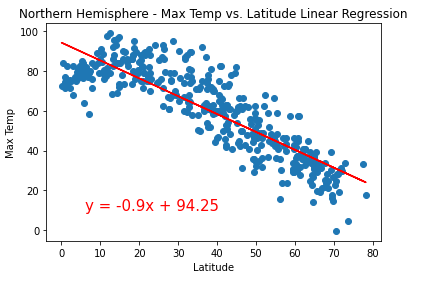 Northern Hemisphere - Max Temp vs. Latitude Linear Regression
100
80
60
40
20
0
Max Temp
y = -0.9x + 94.25
0 10 20 30 40 50 60 70 80
Latitude